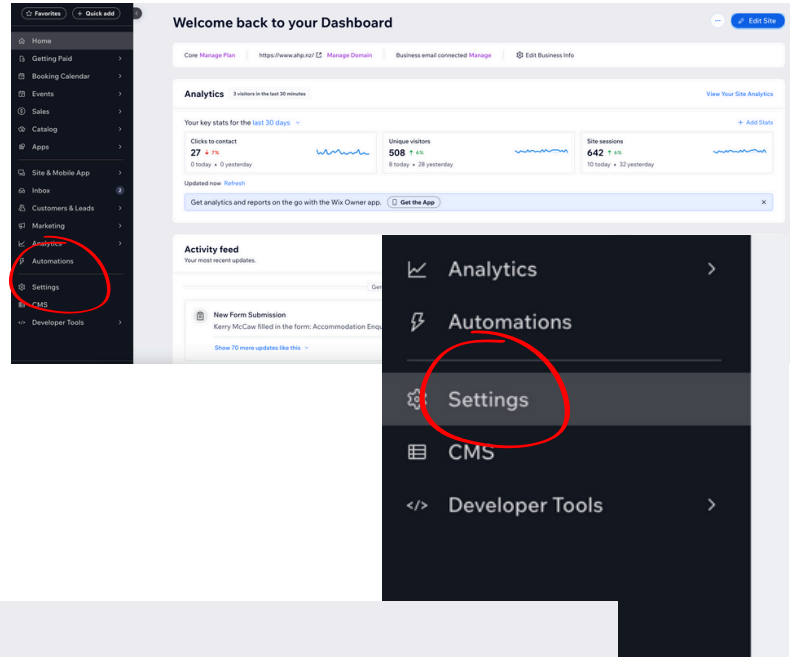 Favorites
+ Quick add
Home
Getting Paid
Booking Calendar
Events
Sales
Catalog
Apps
Site & Mobile App
Inbox 2
Customers & Leads
Marketing
Analytics
Automations
Settings
CMS
Developer Tools
Welcome back to your Dashboard
Edit Site
Core Manage Plan
https://www.ahp.nz/ Manage Domain
Business email connected Manage
Edit Business Info
Analytics 3 visitors in the last 30 minutes
View Your Site Analytics
Your key stats for the last 30 days
+ Add Stats
Clicks to contact
27 ↓ 7%
0 today • 0 yesterday
Unique visitors
508 ↑ 6%
8 today • 28 yesterday
Site sessions
642 ↑ 6%
10 today • 32 yesterday
Updated now Refresh
Get analytics and reports on the go with the Wix Owner app. Get the App
Activity feed
Your most recent updates.
New Form Submission
Kerry McCaw filled in the form: Accommodation Enqu
Show 70 more updates like this
Analytics
Automations
Settings
CMS
Developer Tools